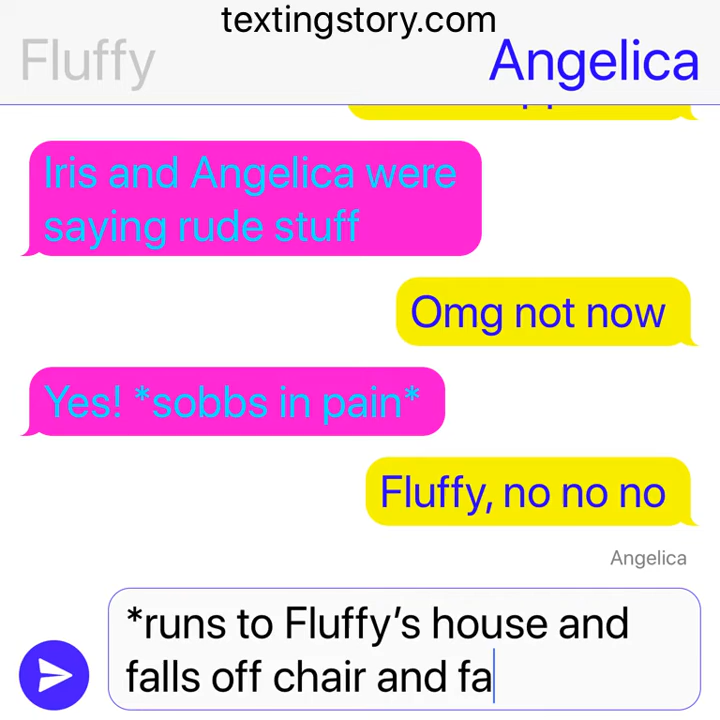 textingstory.com
Fluffy
Angelica
Iris and Angelica were
saying rude stuff
Omg not now
Yes! *sobbs in pain*
Fluffy, no no no
Angelica
*runs to Fluffy’s house and
falls off chair and fa